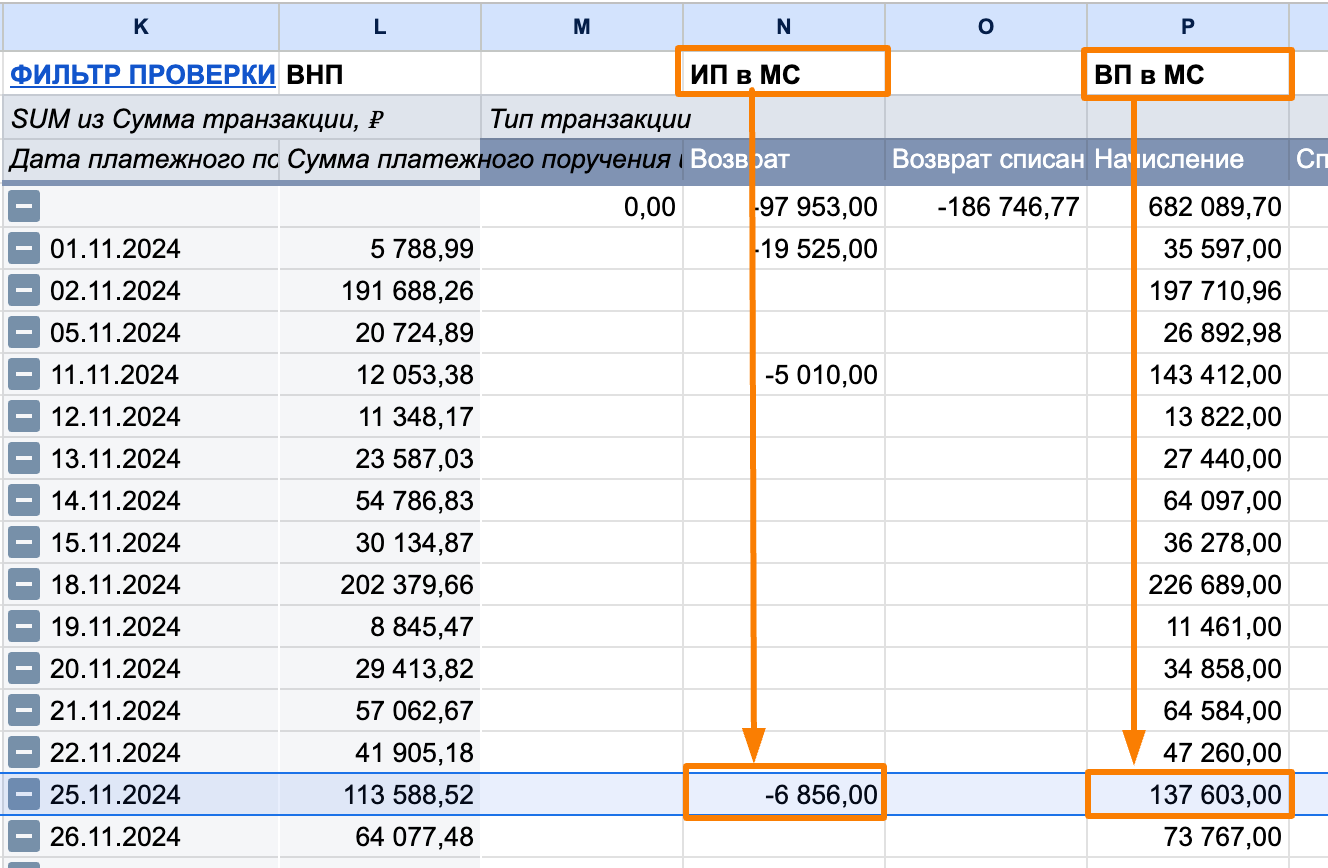 K L M N O P
ФИЛЬТР ПРОВЕРКИ ВНП ИП в МС ВП в МС
SUM из Сумма транзакции, ₽ Тип транзакции
Дата платежного по Сумма платежного поручения Возврат Возврат списан Начисление Сп
0,00 -97 953,00 -186 746,77 682 089,70
01.11.2024 5 788,99 -19 525,00 35 597,00
02.11.2024 191 688,26 197 710,96
05.11.2024 20 724,89 26 892,98
11.11.2024 12 053,38 -5 010,00 143 412,00
12.11.2024 11 348,17 13 822,00
13.11.2024 23 587,03 27 440,00
14.11.2024 54 786,83 64 097,00
15.11.2024 30 134,87 36 278,00
18.11.2024 202 379,66 226 689,00
19.11.2024 8 845,47 11 461,00
20.11.2024 29 413,82 34 858,00
21.11.2024 57 062,67 64 584,00
22.11.2024 41 905,18 47 260,00
25.11.2024 113 588,52 -6 856,00 137 603,00
26.11.2024 64 077,48 73 767,00